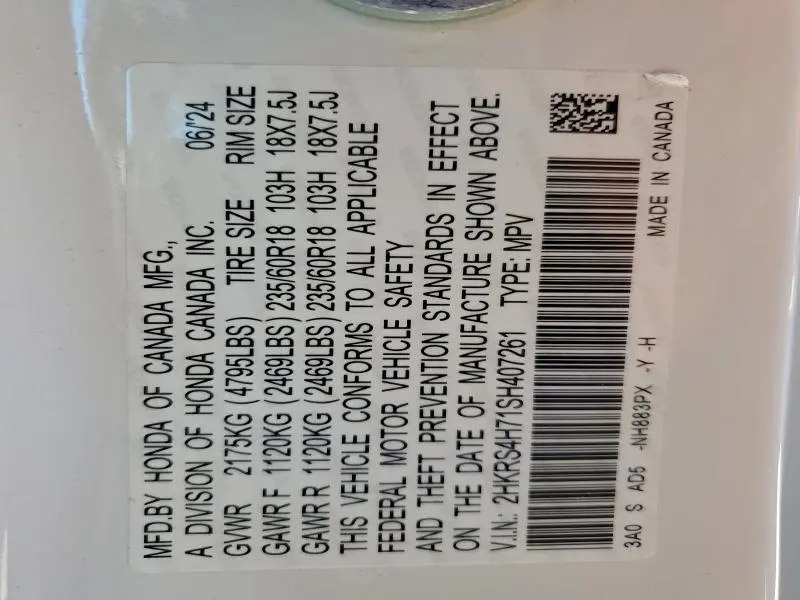 MFD.BY HONDA OF CANADA MFG.,
A DIVISION OF HONDA CANADA INC. 06/'24
GVWR 2175KG (4795LBS) TIRE SIZE RIM SIZE
GAWR F 1120KG (2469LBS) 235/60R18 103H 18X7.5J
GAWR R 1120KG (2469LBS) 235/60R18 103H 18X7.5J
THIS VEHICLE CONFORMS TO ALL APPLICABLE
FEDERAL MOTOR VEHICLE SAFETY
AND THEFT PREVENTION STANDARDS IN EFFECT
ON THE DATE OF MANUFACTURE SHOWN ABOVE.
V.I.N.: 2HKRS4H71SH407261 TYPE: MPV
3A0 S AD5 -NH883PX -Y -H MADE IN CANADA